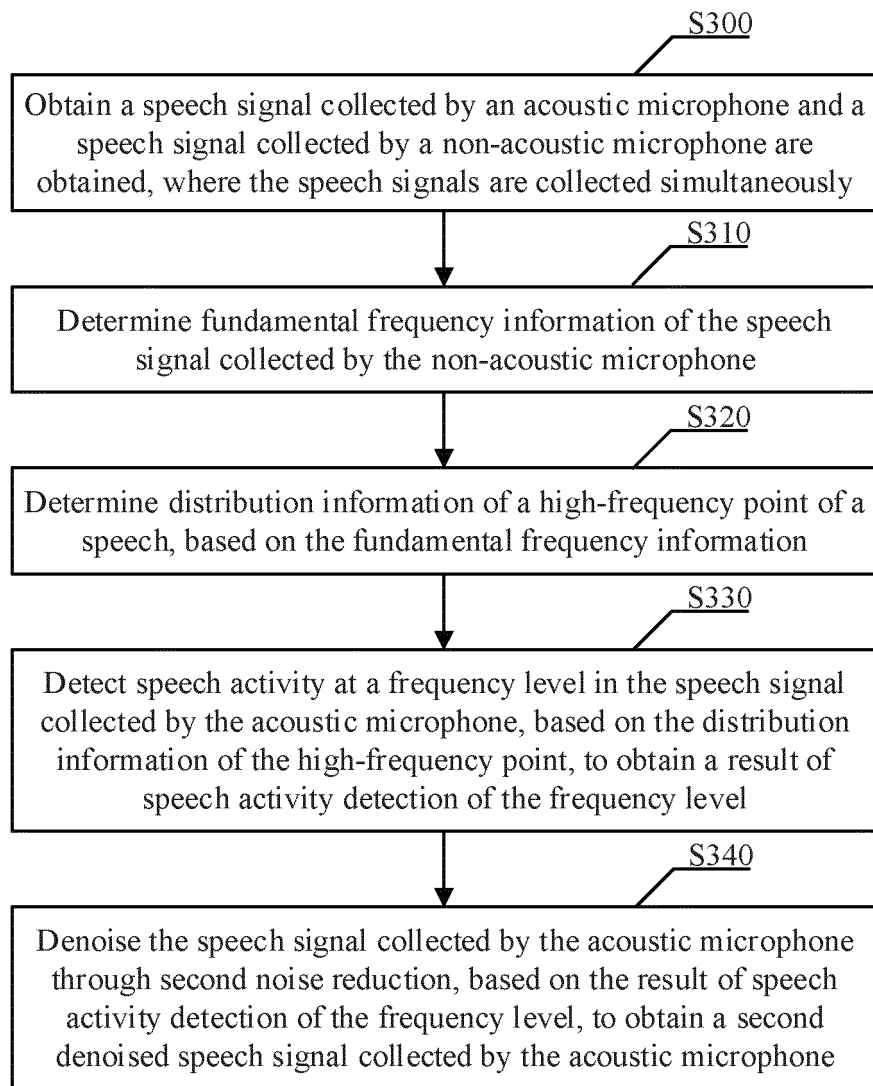 S300
Obtain a speech signal collected by an acoustic microphone and a
speech signal collected by a non-acoustic microphone are
obtained, where the speech signals are collected simultaneously
S310
Determine fundamental frequency information of the speech
signal collected by the non-acoustic microphone
S320
Determine distribution information of a high-frequency point of a
speech, based on the fundamental frequency information
S330
Detect speech activity at a frequency level in the speech signal
collected by the acoustic microphone, based on the distribution
information of the high-frequency point, to obtain a result of
speech activity detection of the frequency level
S340
Denoise the speech signal collected by the acoustic microphone
through second noise reduction, based on the result of speech
activity detection of the frequency level, to obtain a second
denoised speech signal collected by the acoustic microphone